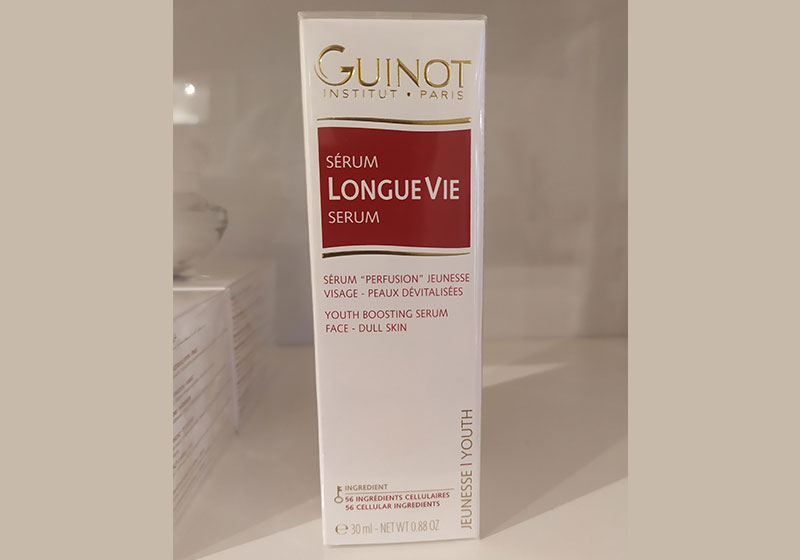 GUINOT
INSTITUT • PARIS
SÉRUM
LONGUE VIE
SERUM
SÉRUM "PERFUSION" JEUNESSE
VISAGE - PEAUX DÉVITALISÉES
YOUTH BOOSTING SERUM
FACE - DULL SKIN
JEUNESSE | YOUTH
INGREDIENT
56 INGRÉDIENTS CELLULAIRES
56 CELLULAR INGREDIENTS
℮ 30 ml - NET WT 0.88 OZ